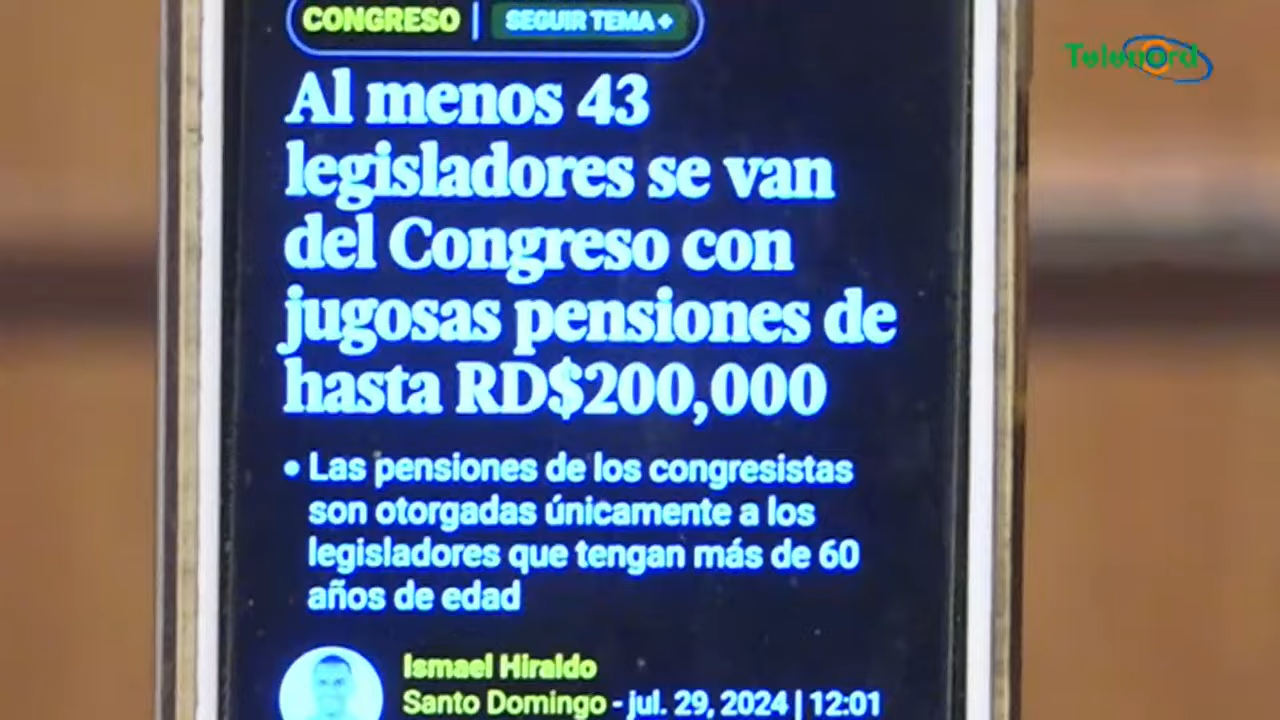 CONGRESO | SEGUIR TEMA +
Telenord
Al menos 43
legisladores se van
del Congreso con
jugosas pensiones de
hasta RD$200,000
• Las pensiones de los congresistas
son otorgadas únicamente a los
legisladores que tengan más de 60
años de edad
Ismael Hiraldo
Santo Domingo - jul. 29, 2024 | 12:01